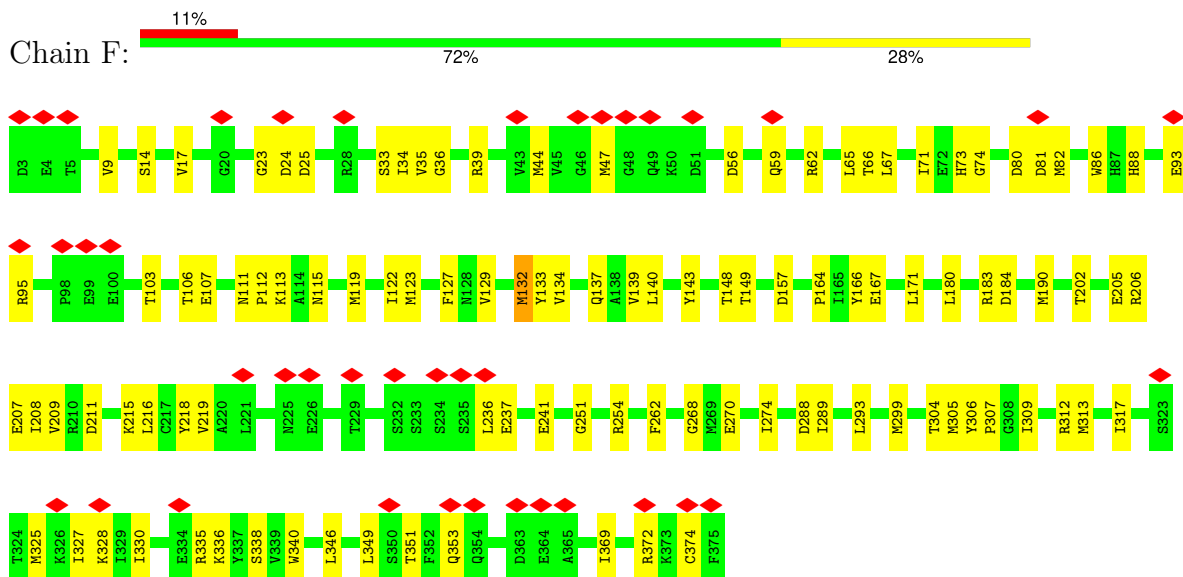 11%
Chain F:
72% 28%
D3 E4 T5 V9 S14 V17 G20 G23 D24 D25 R28 S33 I34 V35 G36 R39 V43 M44 V45 G46 M47 G48 Q49 K50 D51 D56 Q59 R62 L65 T66 L67 I71 E72 H73 G74 D80 D81 M82 W86 H87 H88 E93
R95 P98 E99 E100 T103 T106 E107 N111 P112 K113 A114 N115 M119 I122 M123 F127 N128 V129 M132 Y133 V134 Q137 A138 V139 L140 Y143 T148 T149 D157 P164 I165 Y166 E167 L171 L180 R183 D184 M190 T202 E205 R206
E207 I208 V209 R210 D211 K215 L216 C217 Y218 V219 A220 L221 N225 E226 T229 S232 S233 S234 S235 L236 E237 E241 G251 R254 F262 G268 M269 E270 I274 D288 I289 L293 M299 T304 M305 Y306 P307 G308 I309 R312 M313 I317 S323
T324 M325 K326 I327 K328 I329 I330 E334 R335 K336 Y337 S338 V339 W340 L346 L349 S350 T351 F352 Q353 Q354 D363 E364 A365 I369 R372 K373 C374 F375